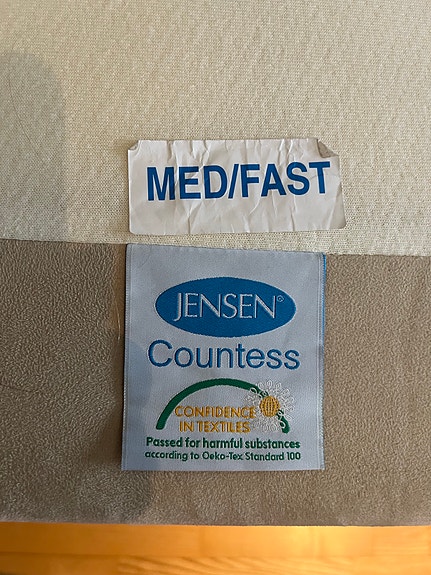 MED/FAST
JENSEN®
Countess
CONFIDENCE
IN TEXTILES
Passed for harmful substances
according to Oeko-Tex Standard 100